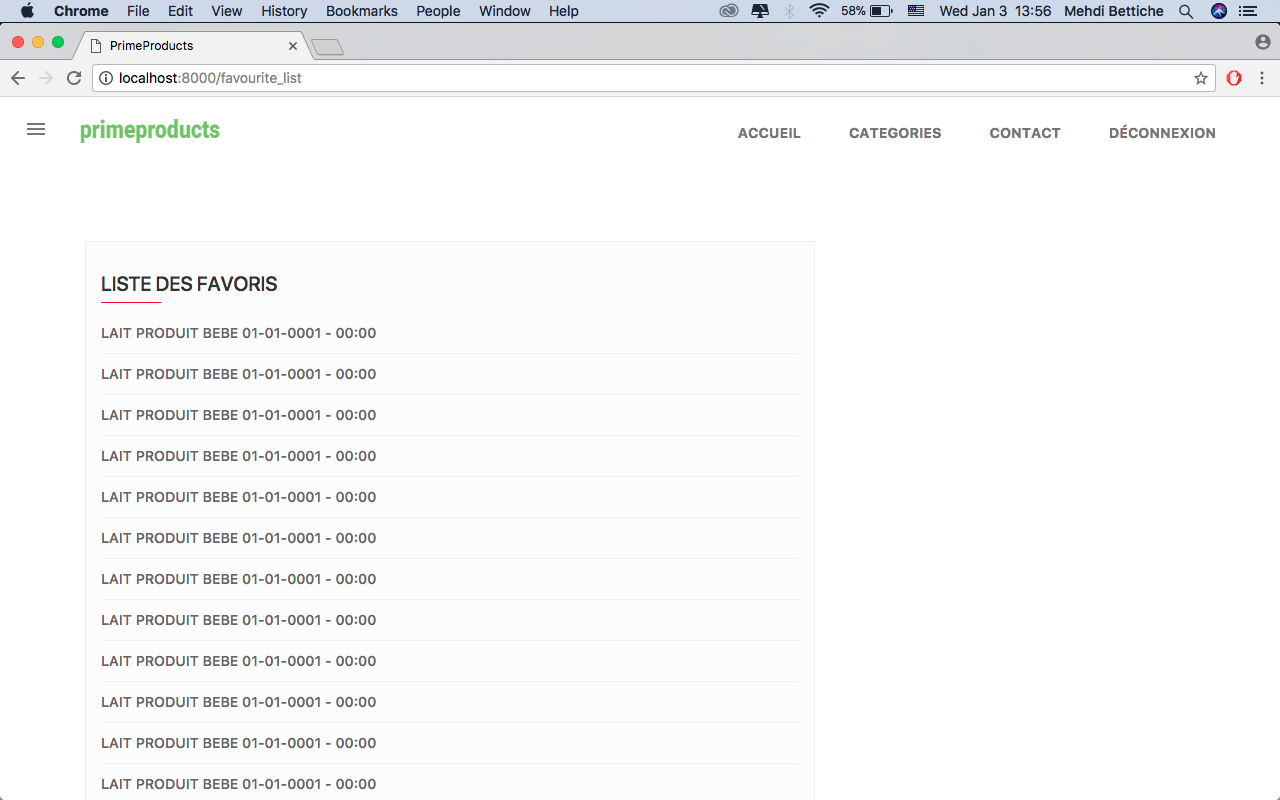 Chrome File Edit View History Bookmarks People Window Help 58% Wed Jan 3 13:56 Mehdi Bettiche
PrimeProducts
localhost:8000/favourite_list
primeproducts ACCUEIL CATEGORIES CONTACT DÉCONNEXION
LISTE DES FAVORIS
LAIT PRODUIT BEBE 01-01-0001 - 00:00
LAIT PRODUIT BEBE 01-01-0001 - 00:00
LAIT PRODUIT BEBE 01-01-0001 - 00:00
LAIT PRODUIT BEBE 01-01-0001 - 00:00
LAIT PRODUIT BEBE 01-01-0001 - 00:00
LAIT PRODUIT BEBE 01-01-0001 - 00:00
LAIT PRODUIT BEBE 01-01-0001 - 00:00
LAIT PRODUIT BEBE 01-01-0001 - 00:00
LAIT PRODUIT BEBE 01-01-0001 - 00:00
LAIT PRODUIT BEBE 01-01-0001 - 00:00
LAIT PRODUIT BEBE 01-01-0001 - 00:00
LAIT PRODUIT BEBE 01-01-0001 - 00:00